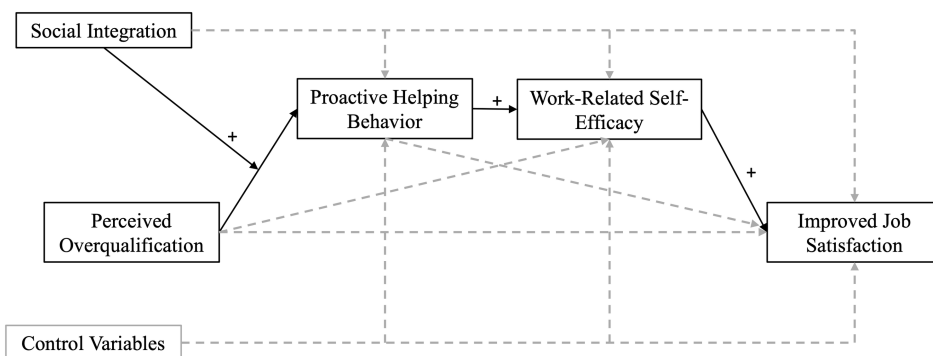 Social Integration
Proactive Helping
Behavior
+
Work-Related Self-
Efficacy
+
+
Perceived
Overqualification
Improved Job
Satisfaction
Control Variables